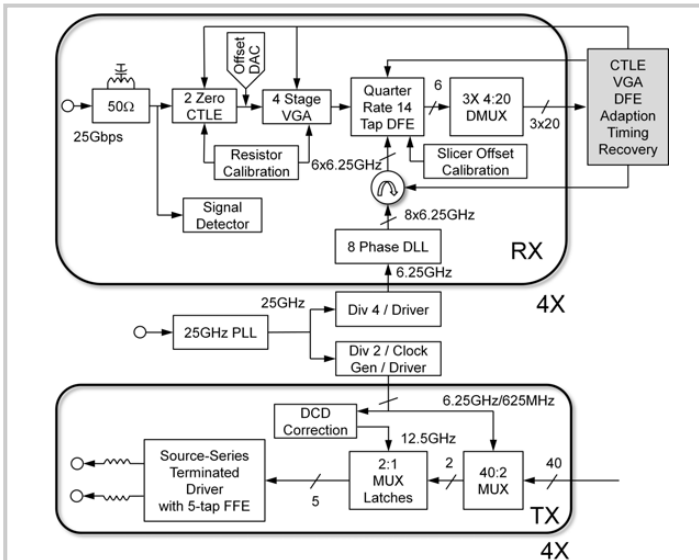 Offset
DAC
50Ω
25Gbps
2 Zero
CTLE
4 Stage
VGA
Quarter
Rate 14
Tap DFE
6
3X 4:20
DMUX
3x20
CTLE
VGA
DFE
Adaption
Timing
Recovery
Resistor
Calibration
6x6.25GHz
Slicer Offset
Calibration
Signal
Detector
8x6.25GHz
8 Phase DLL
RX
6.25GHz
4X
25GHz
25GHz PLL
Div 4 / Driver
Div 2 / Clock
Gen / Driver
6.25GHz/625MHz
DCD
Correction
12.5GHz
Source-Series
Terminated
Driver
with 5-tap FFE
5
2:1
MUX
Latches
2
40:2
MUX
40
TX
4X